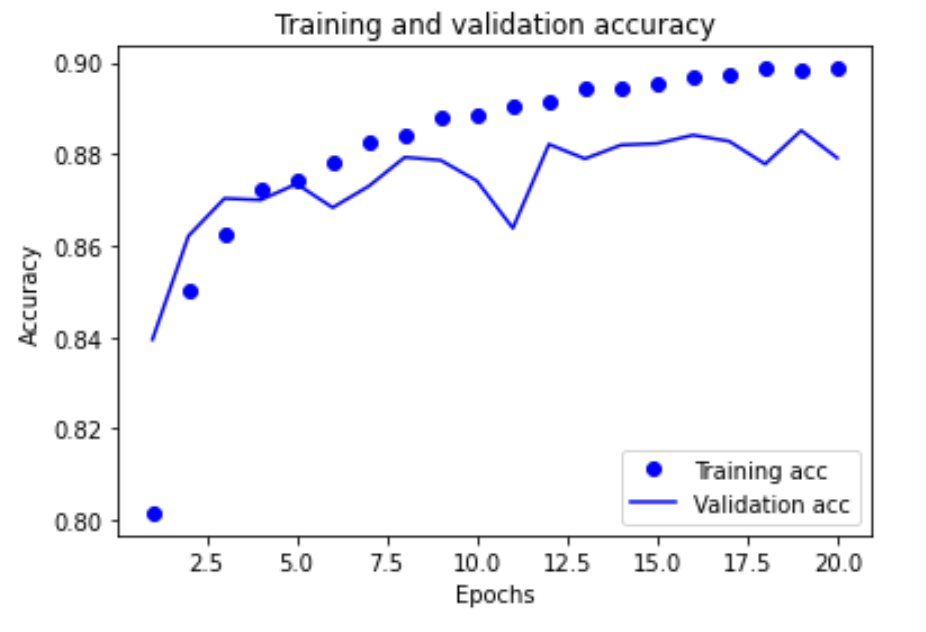 Training and validation accuracy
0.90
0.88
0.86
0.84
0.82
0.80
Accuracy
Training acc
Validation acc
2.5 5.0 7.5 10.0 12.5 15.0 17.5 20.0
Epochs